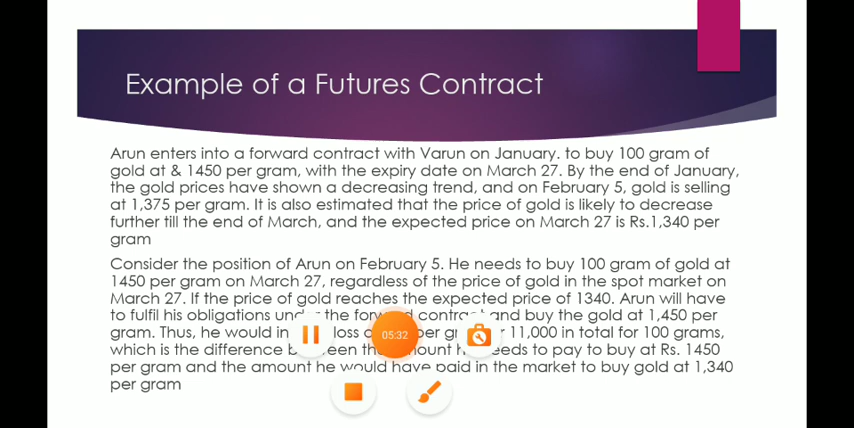 Example of a Futures Contract
Arun enters into a forward contract with Varun on January. to buy 100 gram of
gold at & 1450 per gram, with the expiry date on March 27. By the end of January,
the gold prices have shown a decreasing trend, and on February 5, gold is selling
at 1,375 per gram. It is also estimated that the price of gold is likely to decrease
further till the end of March, and the expected price on March 27 is Rs.1,340 per
gram
Consider the position of Arun on February 5. He needs to buy 100 gram of gold at
1450 per gram on March 27, regardless of the price of gold in the spot market on
March 27. If the price of gold reaches the expected price of 1340. Arun will have
to fulfil his obligations under the forward contract and buy the gold at 1,450 per
gram. Thus, he would in loss per 11,000 in total for 100 grams,
which is the difference between the amount needs to pay to buy at Rs. 1450
per gram and the amount he would have paid in the market to buy gold at 1,340
per gram
05:32